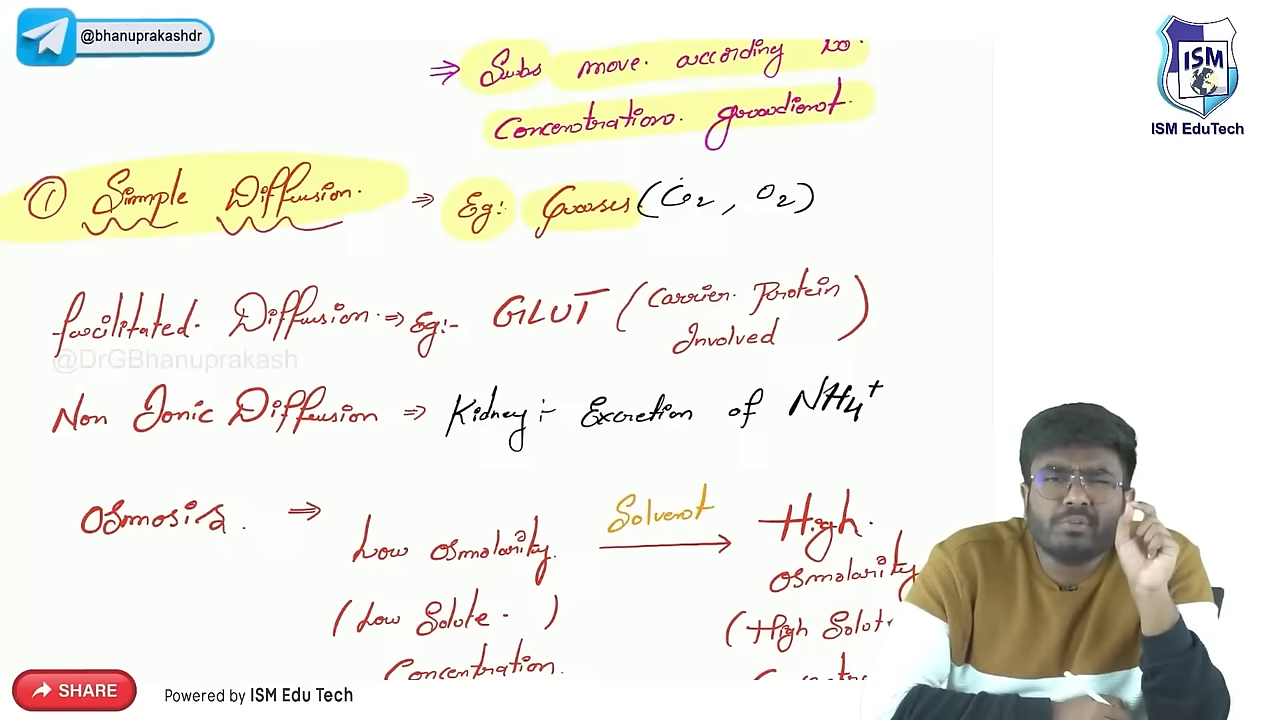 @bhanuprakashdr
ISM
ISM EduTech
⇒ Subs move. according to.
Concentrations. gradient.
① Simple Diffusion. ⇒ Eg:. Gases (Co2, O2)
facilitated. Diffusion. ⇒ Eg:- GLUT (Carrier. Protein
Involved)
@DrGBhanuprakash
Non Ionic Diffusion ⇒ Kidney :- Excretion of NH4+
Osmosis. ⇒
Solvent
Low osmolarity. → High.
osmolarity
(Low Solute. )
(High Solut
Concentration.
SHARE
Powered by ISM Edu Tech